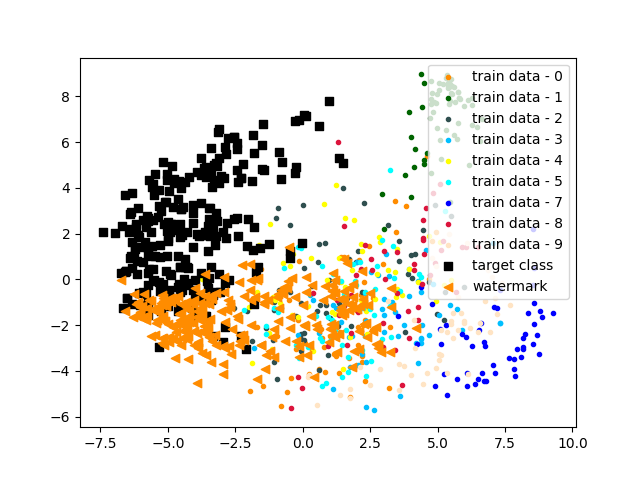 train data - 0
train data - 1
train data - 2
train data - 3
train data - 4
train data - 5
train data - 7
train data - 8
train data - 9
target class
watermark
8
6
4
2
0
−2
−4
−6
−7.5 −5.0 −2.5 0.0 2.5 5.0 7.5 10.0